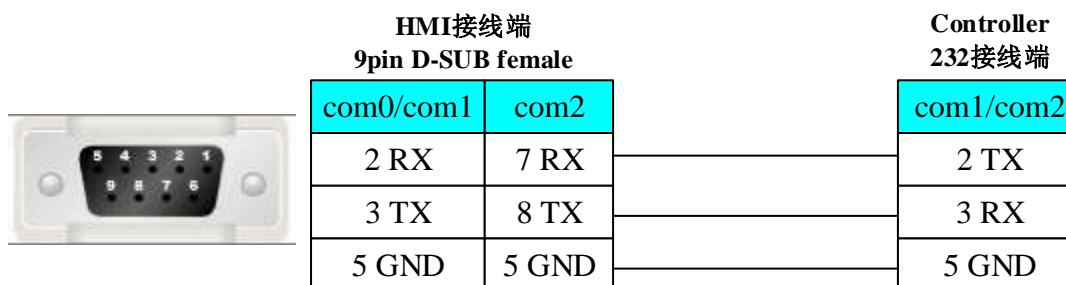 HMI接线端
9pin D-SUB female
Controller
232接线端
com0/com1 com2 com1/com2
5 4 3 2 1
9 8 7 6
2 RX 7 RX 2 TX
3 TX 8 TX 3 RX
5 GND 5 GND 5 GND